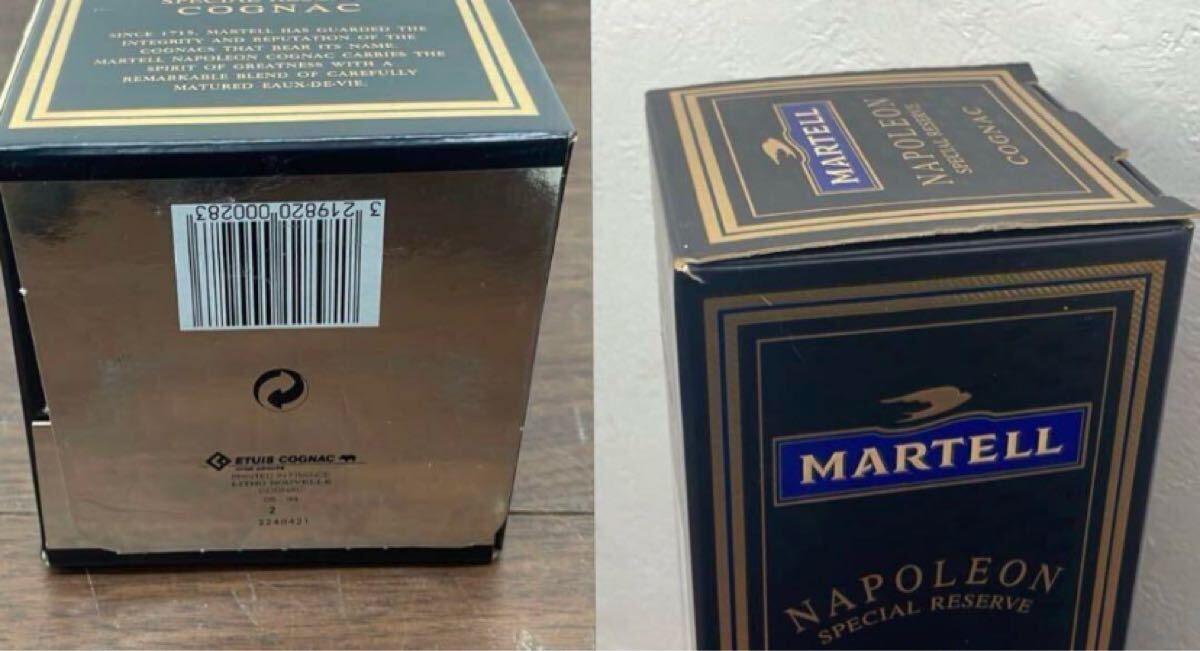 SPECIAL RESERVE
COGNAC
SINCE 1715, MARTELL HAS GUARDED THE
INTEGRITY AND REPUTATION OF THE
COGNACS THAT BEAR ITS NAME.
MARTELL NAPOLEON COGNAC CARRIES THE
SPIRIT OF GREATNESS WITH A
REMARKABLE BLEND OF CAREFULLY
MATURED EAUX-DE-VIE.
3 219820 000283
ETUIS COGNAC
PRINTED IN FRANCE
LITHO NOUVELLE
COGNAC
2
2240421
MARTELL
NAPOLEON
SPECIAL RESERVE
COGNAC
MARTELL
NAPOLEON
SPECIAL RESERVE